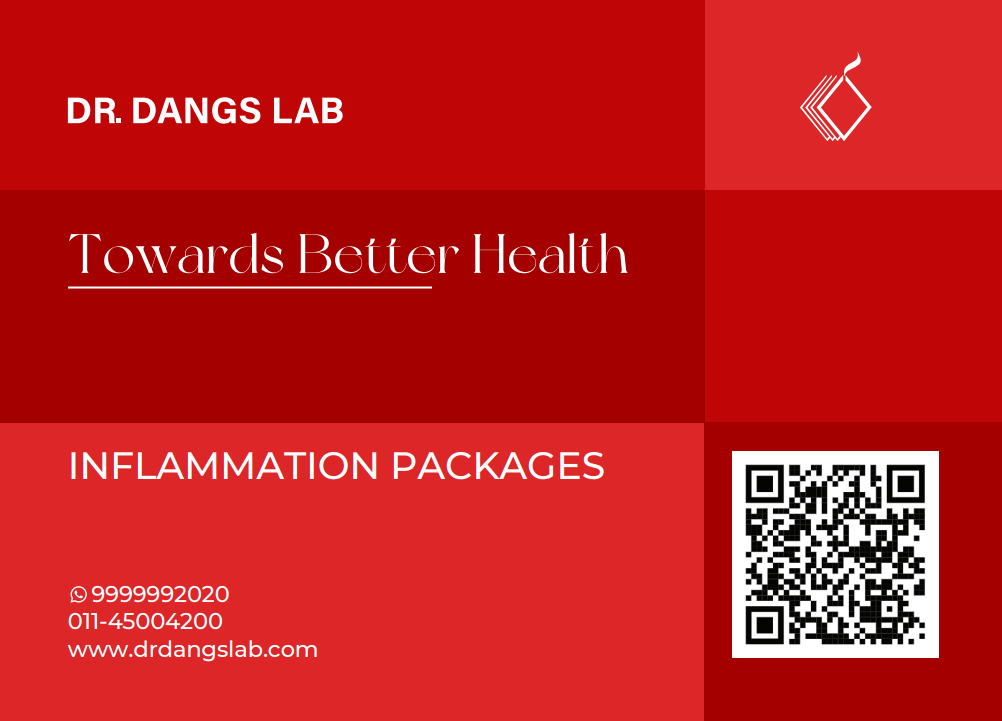 DR. DANGS LAB
Towards Better Health
INFLAMMATION PACKAGES
9999992020
011-45004200
www.drdangslab.com